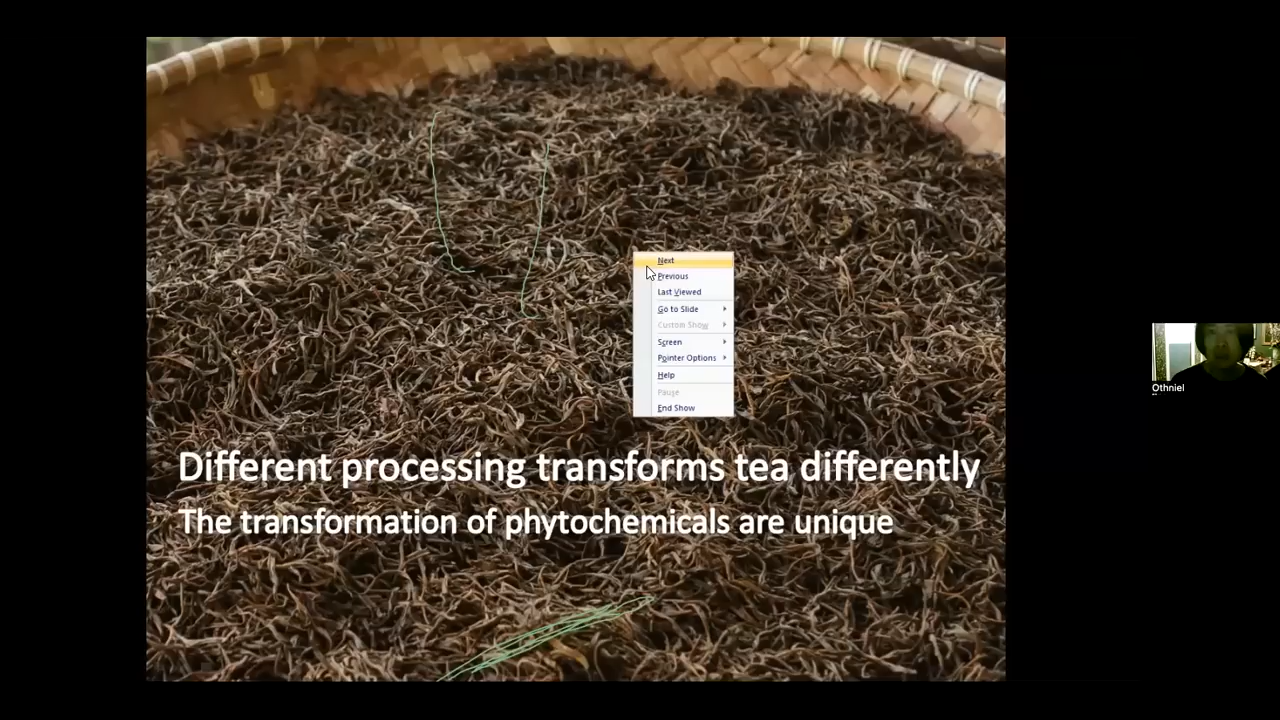 Next
Previous
Last Viewed
Go to Slide
Custom Show
Screen
Pointer Options
Help
Pause
End Show
Othniel
Different processing transforms tea differently
The transformation of phytochemicals are unique